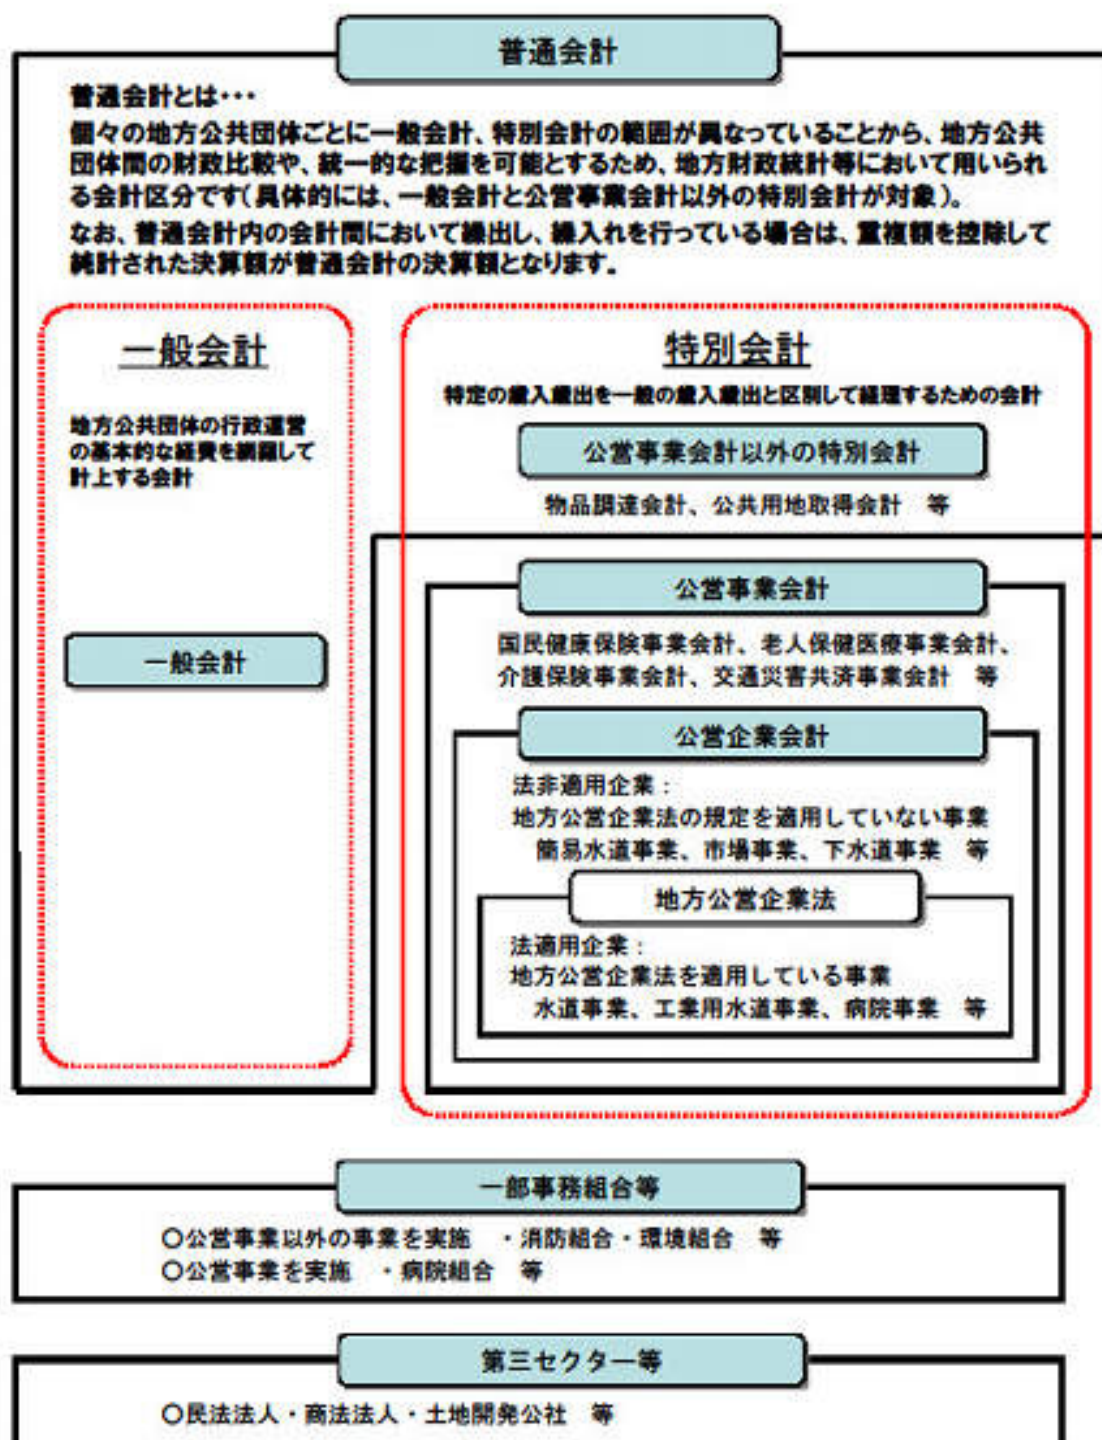 普通会計
普通会計とは・・・
個々の地方公共団体ごとに一般会計、特別会計の範囲が異なっていることから、地方公共
団体間の財政比較や、統一的な把握を可能とするため、地方財政統計等において用いられ
る会計区分です(具体的には、一般会計と公営事業会計以外の特別会計が対象)。
なお、普通会計内の会計間において繰出し、繰入れを行っている場合は、重複額を控除して
純計された決算額が普通会計の決算額となります。
一般会計
地方公共団体の行政運営
の基本的な経費を網羅して
計上する会計
一般会計
特別会計
特定の歳入歳出を一般の歳入歳出と区別して経理するための会計
公営事業会計以外の特別会計
物品調達会計、公共用地取得会計 等
公営事業会計
国民健康保険事業会計、老人保健医療事業会計、
介護保険事業会計、交通災害共済事業会計 等
公営企業会計
法非適用企業:
地方公営企業法の規定を適用していない事業
簡易水道事業、市場事業、下水道事業 等
地方公営企業法
法適用企業:
地方公営企業法を適用している事業
水道事業、工業用水道事業、病院事業 等
一部事務組合等
○公営事業以外の事業を実施 ・消防組合・環境組合 等
○公営事業を実施 ・病院組合 等
第三セクター等
○民法法人・商法法人・土地開発公社 等